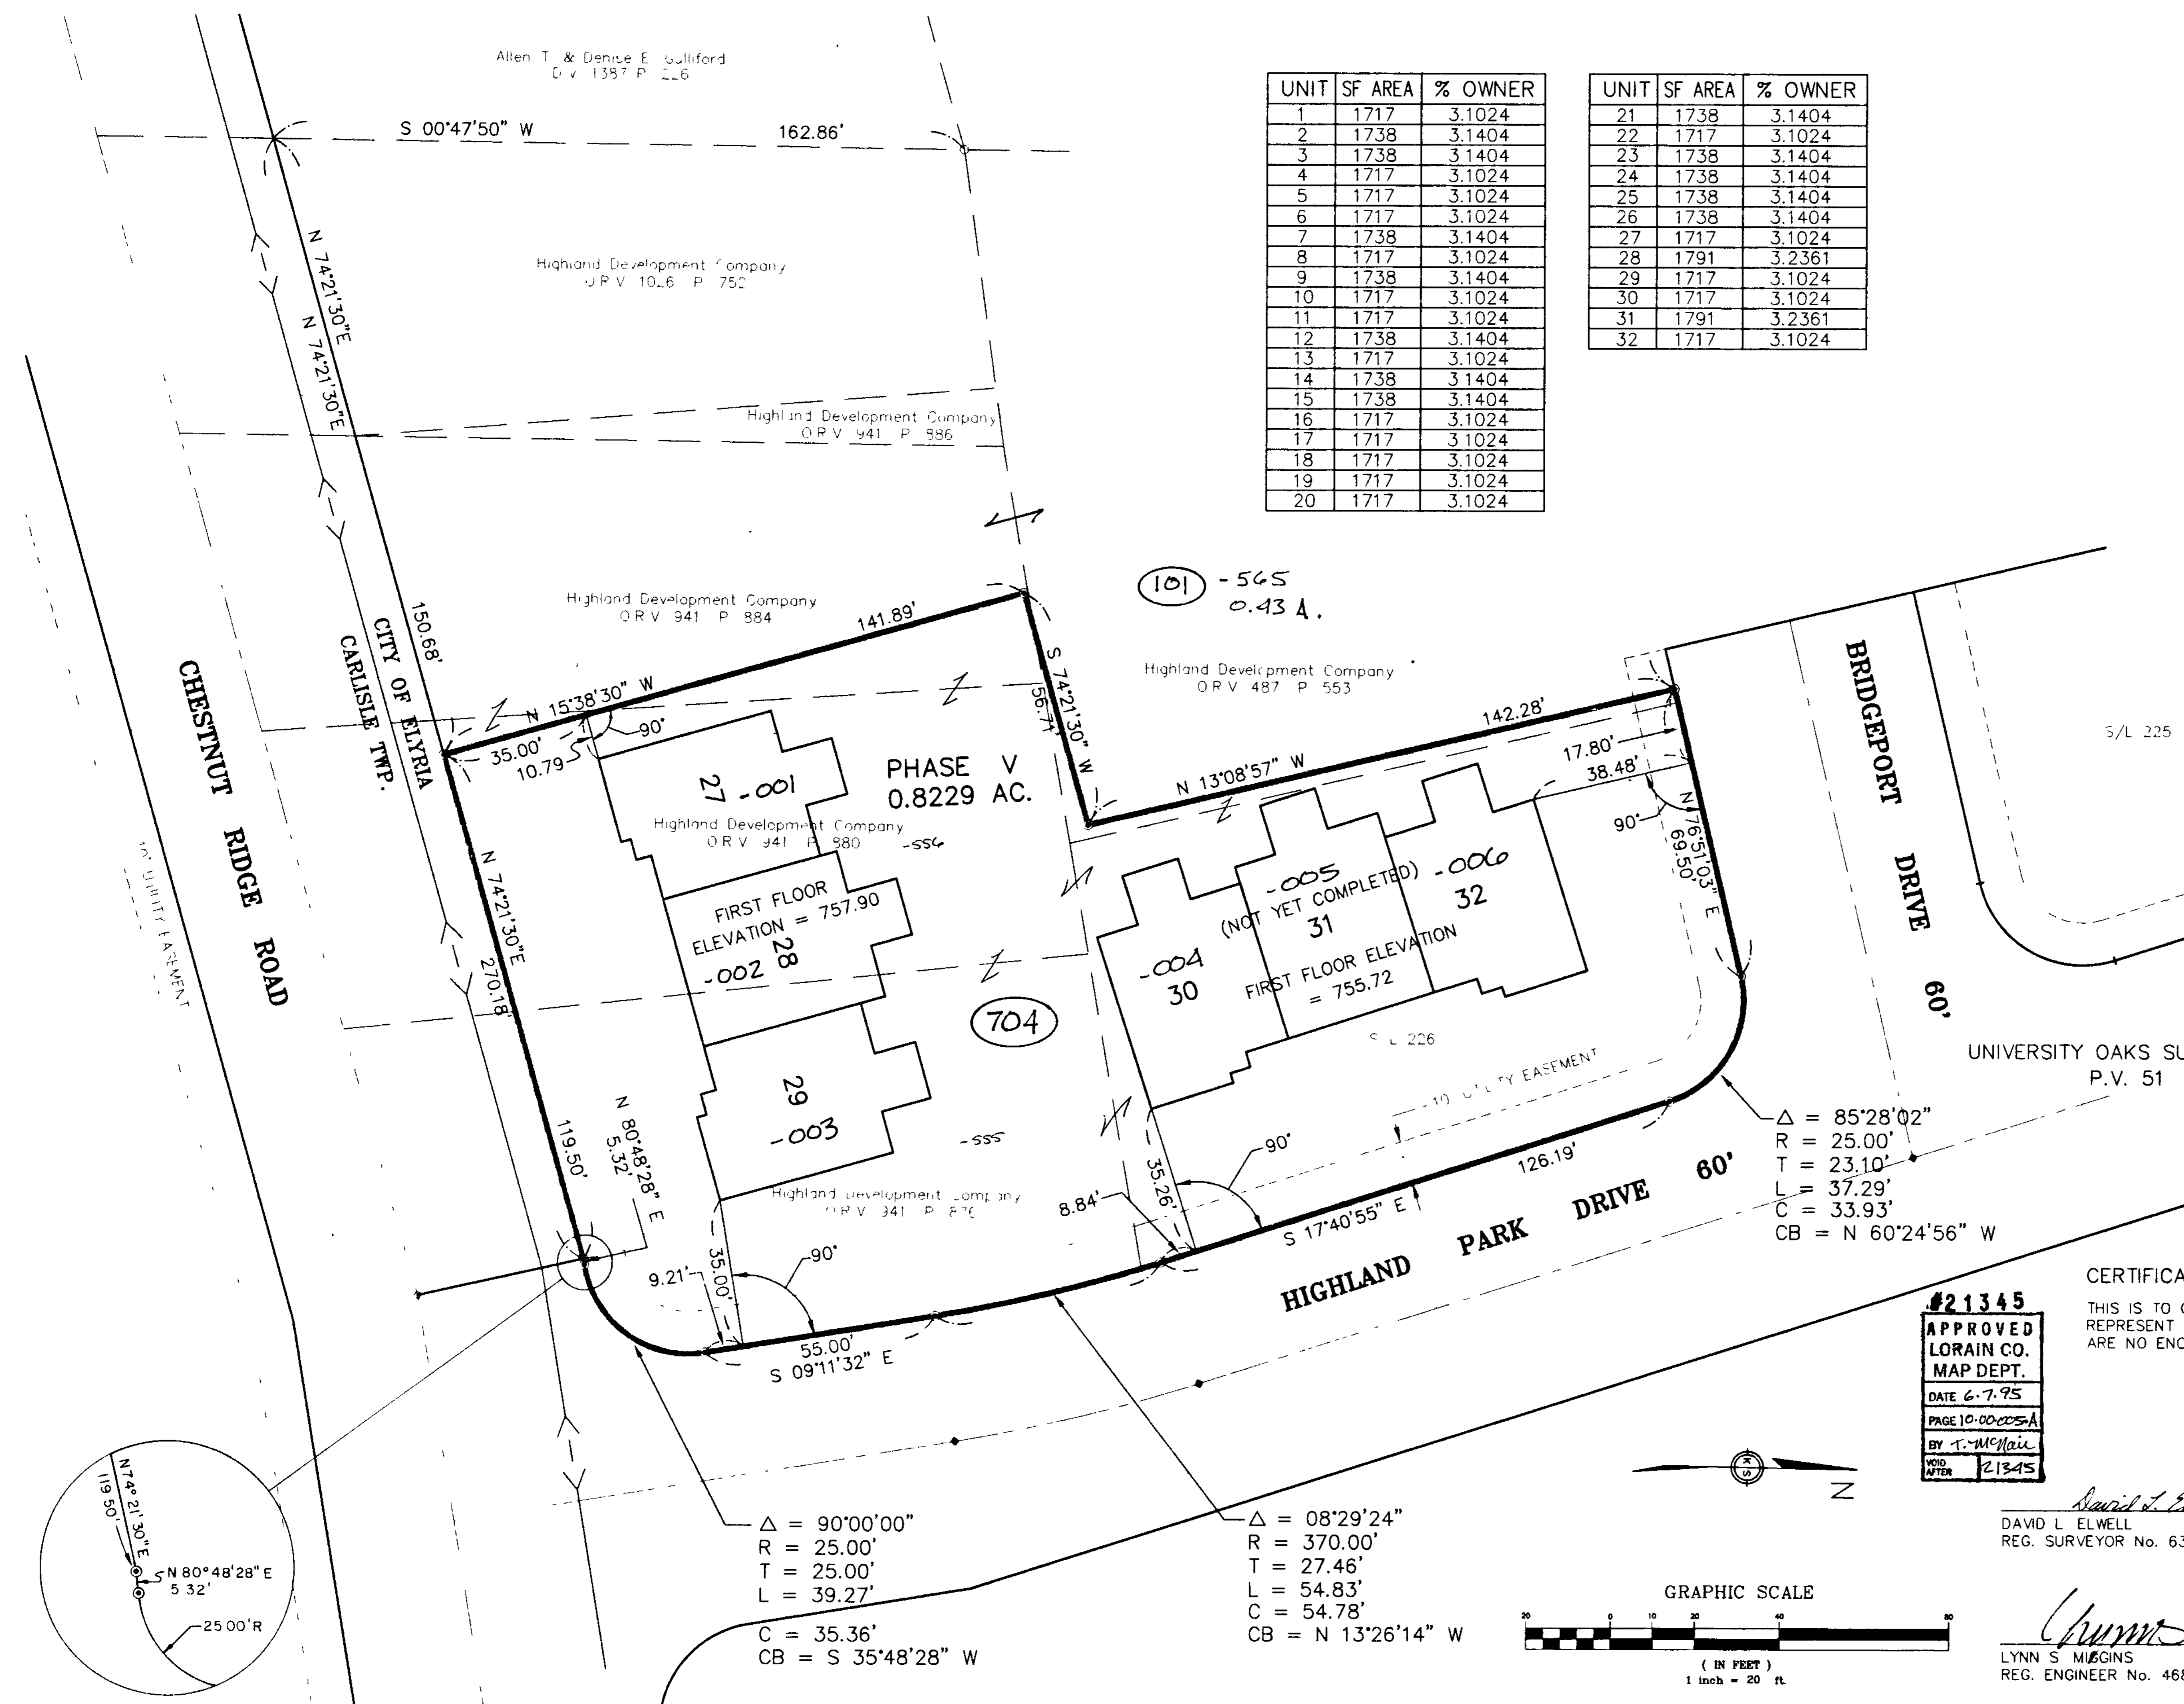 Allen T. & Denise E. Gulliford
D V 1387 P 226
S 00°47'50" W 162.86'
Highland Development Company
O R V 1026 P 752
N 74°21'30"E
N 74°21'30"E
Highland Development Company
O R V 941 P 886
UNIT SF AREA % OWNER
1 1717 3.1024
2 1738 3.1404
3 1738 3 1404
4 1717 3.1024
5 1717 3.1024
6 1717 3.1024
7 1738 3.1404
8 1717 3.1024
9 1738 3.1404
10 1717 3.1024
11 1717 3.1024
12 1738 3.1404
13 1717 3.1024
14 1738 3 1404
15 1738 3.1404
16 1717 3.1024
17 1717 3 1024
18 1717 3.1024
19 1717 3.1024
20 1717 3.1024
UNIT SF AREA % OWNER
21 1738 3.1404
22 1717 3.1024
23 1738 3.1404
24 1738 3.1404
25 1738 3.1404
26 1738 3.1404
27 1717 3.1024
28 1791 3.2361
29 1717 3.1024
30 1717 3.1024
31 1791 3.2361
32 1717 3.1024
Highland Development Company
O R V 941 P 884
141.89'
150.68'
CITY OF ELYRIA
CARLISLE TWP.
CHESTNUT RIDGE ROAD
10' UTILITY EASEMENT
N 15°38'30" W
35.00'
10.79
90°
101 -565
0.43 A.
Highland Development Company
O R V 487 P 553
S 74°21'30" W
56.71'
PHASE V
0.8229 AC.
27 -001
Highland Development Company
O R V 941 P 880 -556
FIRST FLOOR
ELEVATION = 757.90
28
-002
29
-003
704
-555
Highland Development Company
O R V 941 P 876
N 13°08'57" W
142.28'
17.80'
38.48'
90°
N 76°51'03" E
69.50'
-005
(NOT YET COMPLETED)
31
-006
32
-004
30
FIRST FLOOR ELEVATION
= 755.72
S L 226
10' UTILITY EASEMENT
BRIDGEPORT DRIVE 60'
S/L 225
UNIVERSITY OAKS SU
P.V. 51
N 74°21'30"E
270.18'
119.50'
N 80°48'28" E
5.32'
9.21'
35.00'
90°
55.00'
S 09°11'32" E
8.84'
35.26'
90°
S 17°40'55" E
126.19'
HIGHLAND PARK DRIVE 60'
Δ = 85°28'02"
R = 25.00'
T = 23.10'
L = 37.29'
C = 33.93'
CB = N 60°24'56" W
CERTIFICA
THIS IS TO
REPRESENT
ARE NO ENC
#21345
APPROVED
LORAIN CO.
MAP DEPT.
DATE 6.7.95
PAGE 10-00-005-A
BY T. McNair
VOID AFTER 21345
N74° 21' 30"E
119 50'
N 80°48'28" E
5 32'
25 00'R
Δ = 90°00'00"
R = 25.00'
T = 25.00'
L = 39.27'
C = 35.36'
CB = S 35°48'28" W
Δ = 08°29'24"
R = 370.00'
T = 27.46'
L = 54.83'
C = 54.78'
CB = N 13°26'14" W
K S
N
GRAPHIC SCALE
20 0 10 20 40 80
( IN FEET )
1 inch = 20 ft.
David L. E
DAVID L ELWELL
REG. SURVEYOR No. 63
LYNN S MIGGINS
REG. ENGINEER No. 468